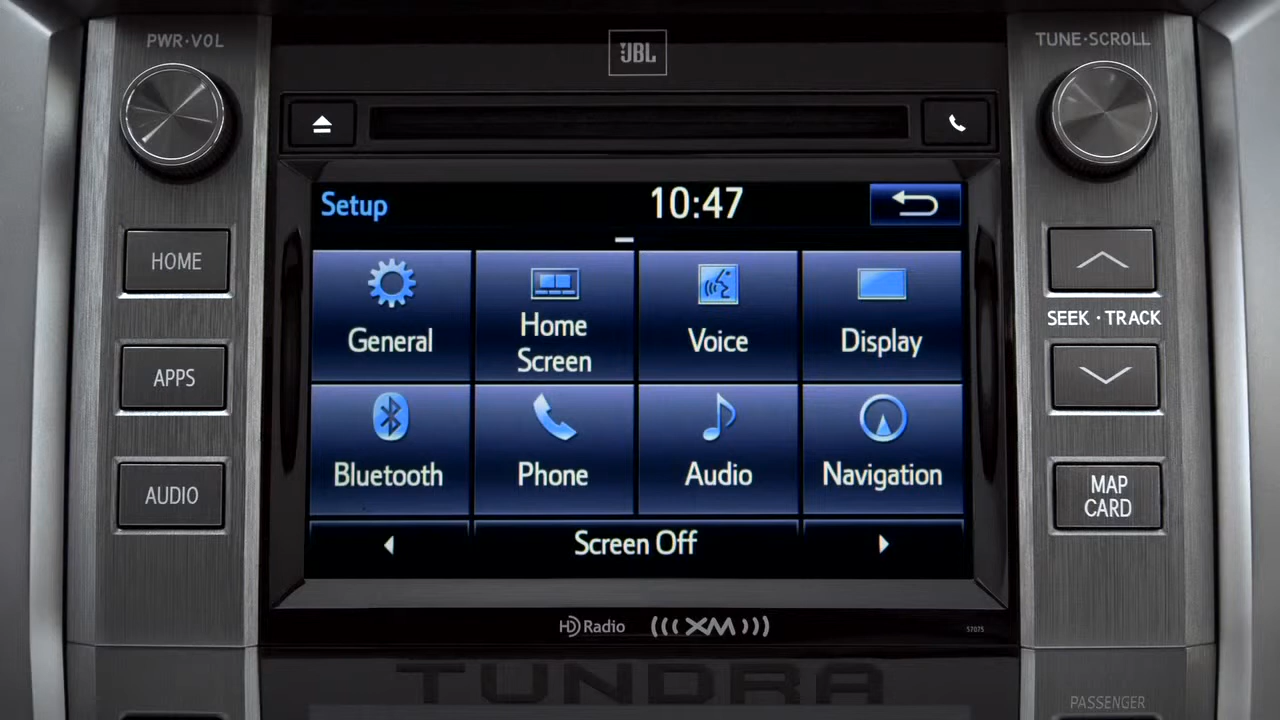 PWR·VOL
JBL
TUNE·SCROLL
Setup
10:47
HOME
General
Home
Screen
Voice
Display
SEEK · TRACK
APPS
Bluetooth
Phone
Audio
Navigation
AUDIO
MAP
CARD
Screen Off
HD Radio
XM
57075
TUNDRA
PASSENGER